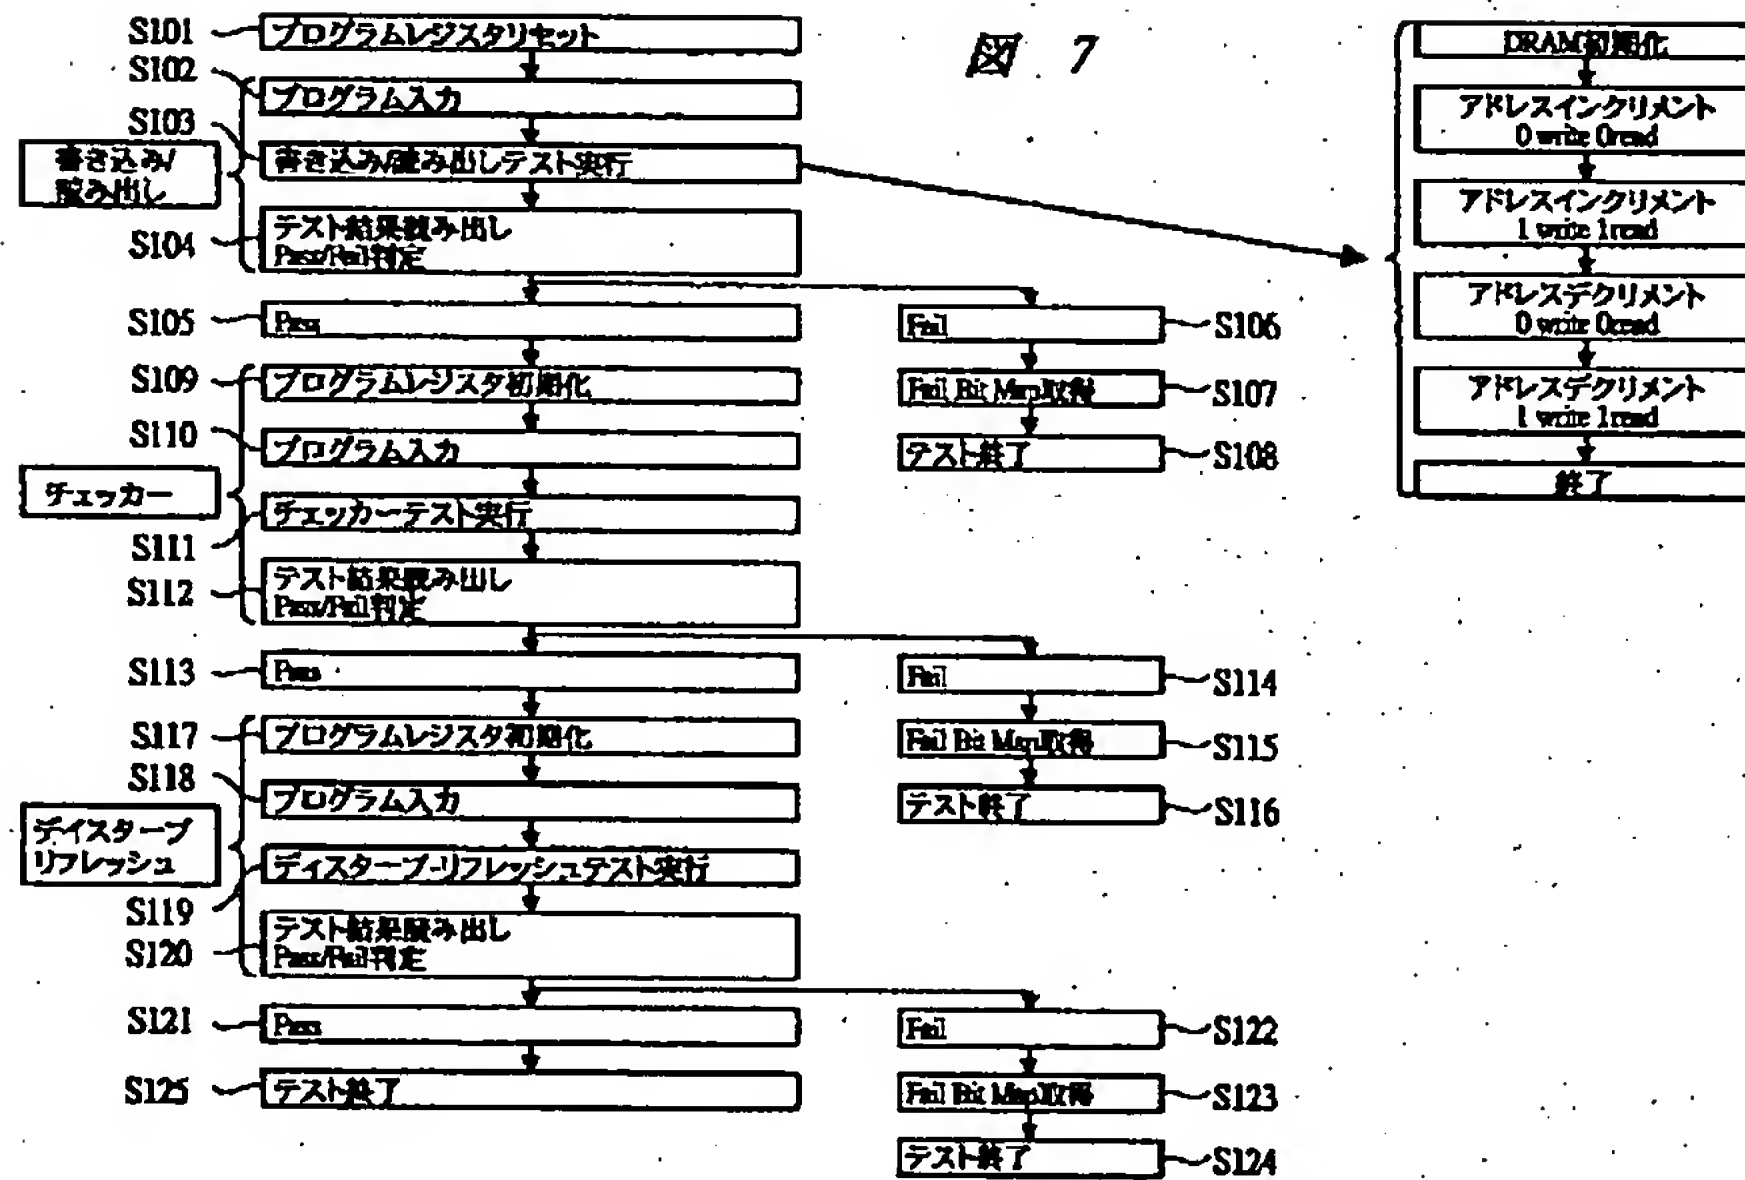 図 7
S101 プログラムレジスタリセット
S102 プログラム入力
S103 書き込み/読み出しテスト実行
書き込み/
読み出し
S104 テスト結果読み出し
Pass/Fail判定
S105 Pass
S106 Fail
S107 Fail Bit Map取得
S108 テスト終了
S109 プログラムレジスタ初期化
S110 プログラム入力
チェッカー
S111 チェッカーテスト実行
S112 テスト結果読み出し
Pass/Fail判定
S113 Pass
S114 Fail
S115 Fail Bit Map取得
S116 テスト終了
S117 プログラムレジスタ初期化
S118 プログラム入力
ディスターブ
リフレッシュ
S119 ディスターブ-リフレッシュテスト実行
S120 テスト結果読み出し
Pass/Fail判定
S121 Pass
S122 Fail
S123 Fail Bit Map取得
S124 テスト終了
S125 テスト終了
DRAM初期化
アドレスインクリメント
0 write 0read
アドレスインクリメント
1 write 1read
アドレスデクリメント
0 write 0read
アドレスデクリメント
1 write 1read
終了